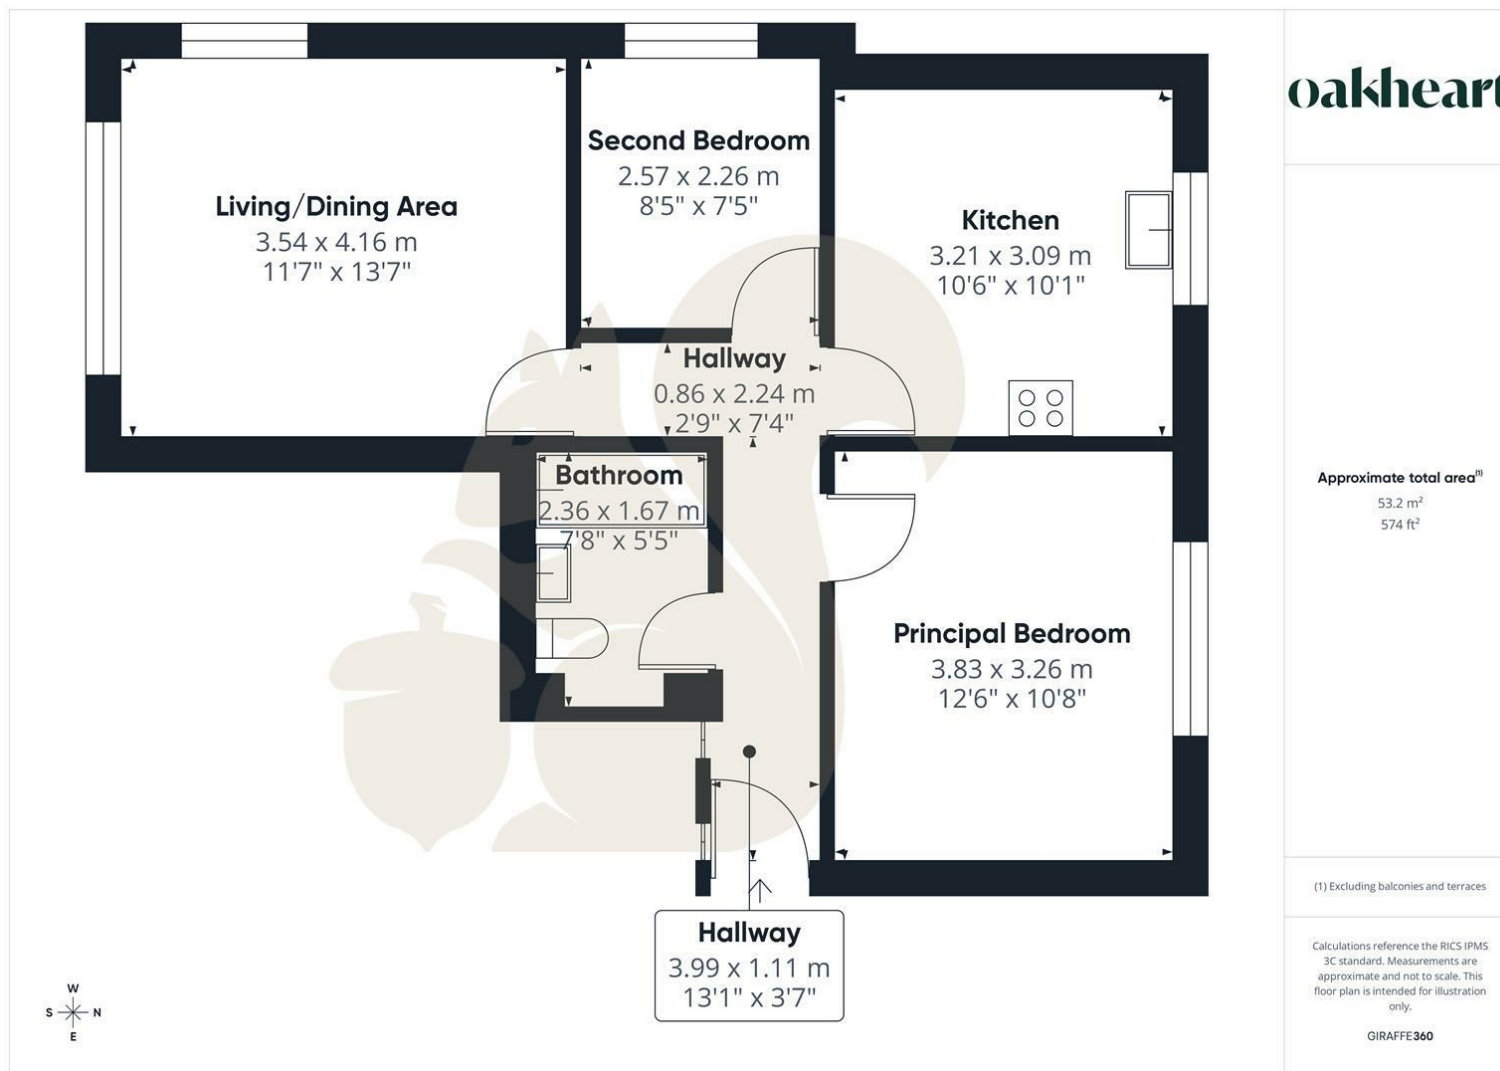 Living/Dining Area
3.54 x 4.16 m
11'7" x 13'7"
Second Bedroom
2.57 x 2.26 m
8'5" x 7'5"
Kitchen
3.21 x 3.09 m
10'6" x 10'1"
Hallway
0.86 x 2.24 m
2'9" x 7'4"
Bathroom
2.36 x 1.67 m
7'8" x 5'5"
Principal Bedroom
3.83 x 3.26 m
12'6" x 10'8"
Hallway
3.99 x 1.11 m
13'1" x 3'7"
W
S N
E
oakheart
Approximate total area⁽¹⁾
53.2 m²
574 ft²
(1) Excluding balconies and terraces
Calculations reference the RICS IPMS
3C standard. Measurements are
approximate and not to scale. This
floor plan is intended for illustration
only.
GIRAFFE360